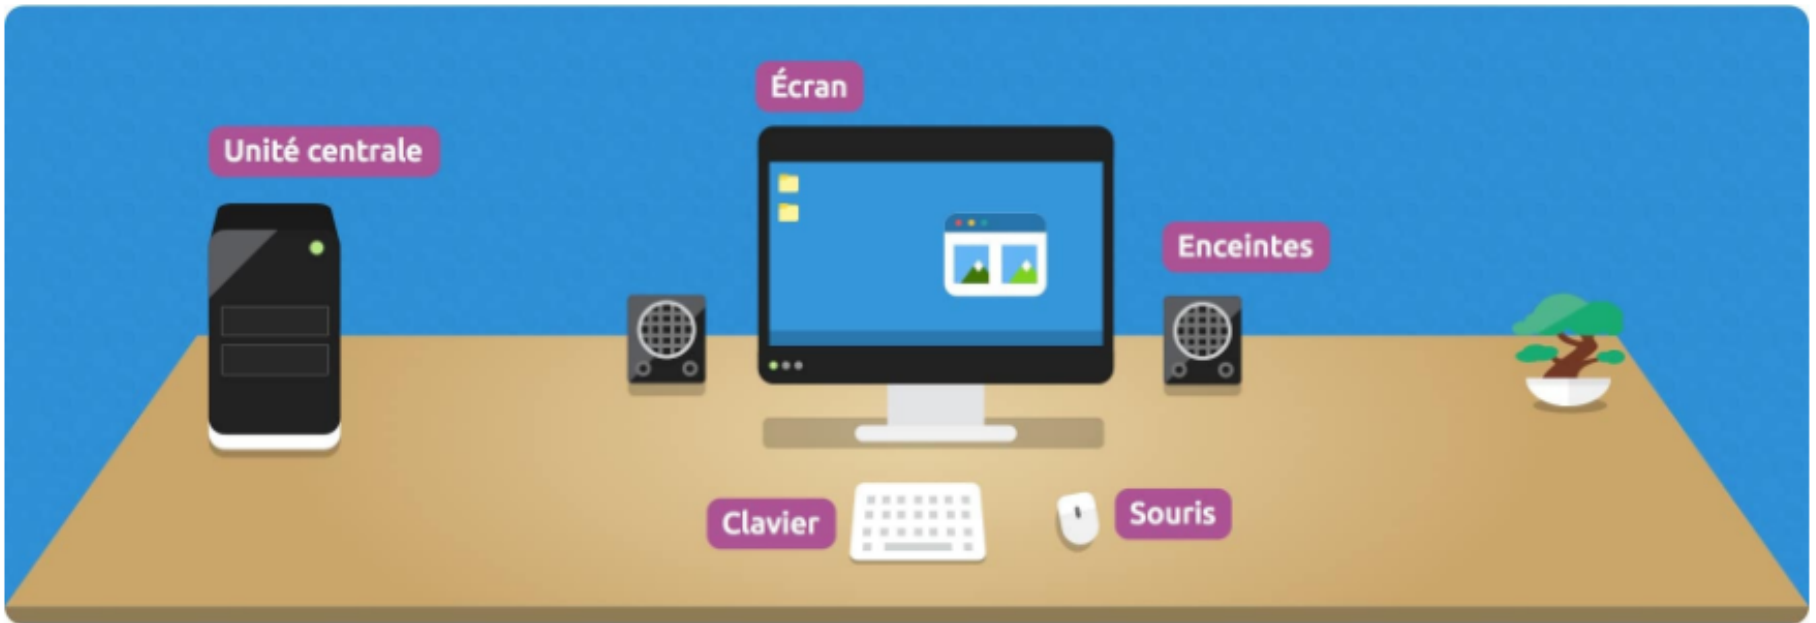 Écran
Unité centrale
Enceintes
Clavier
Souris